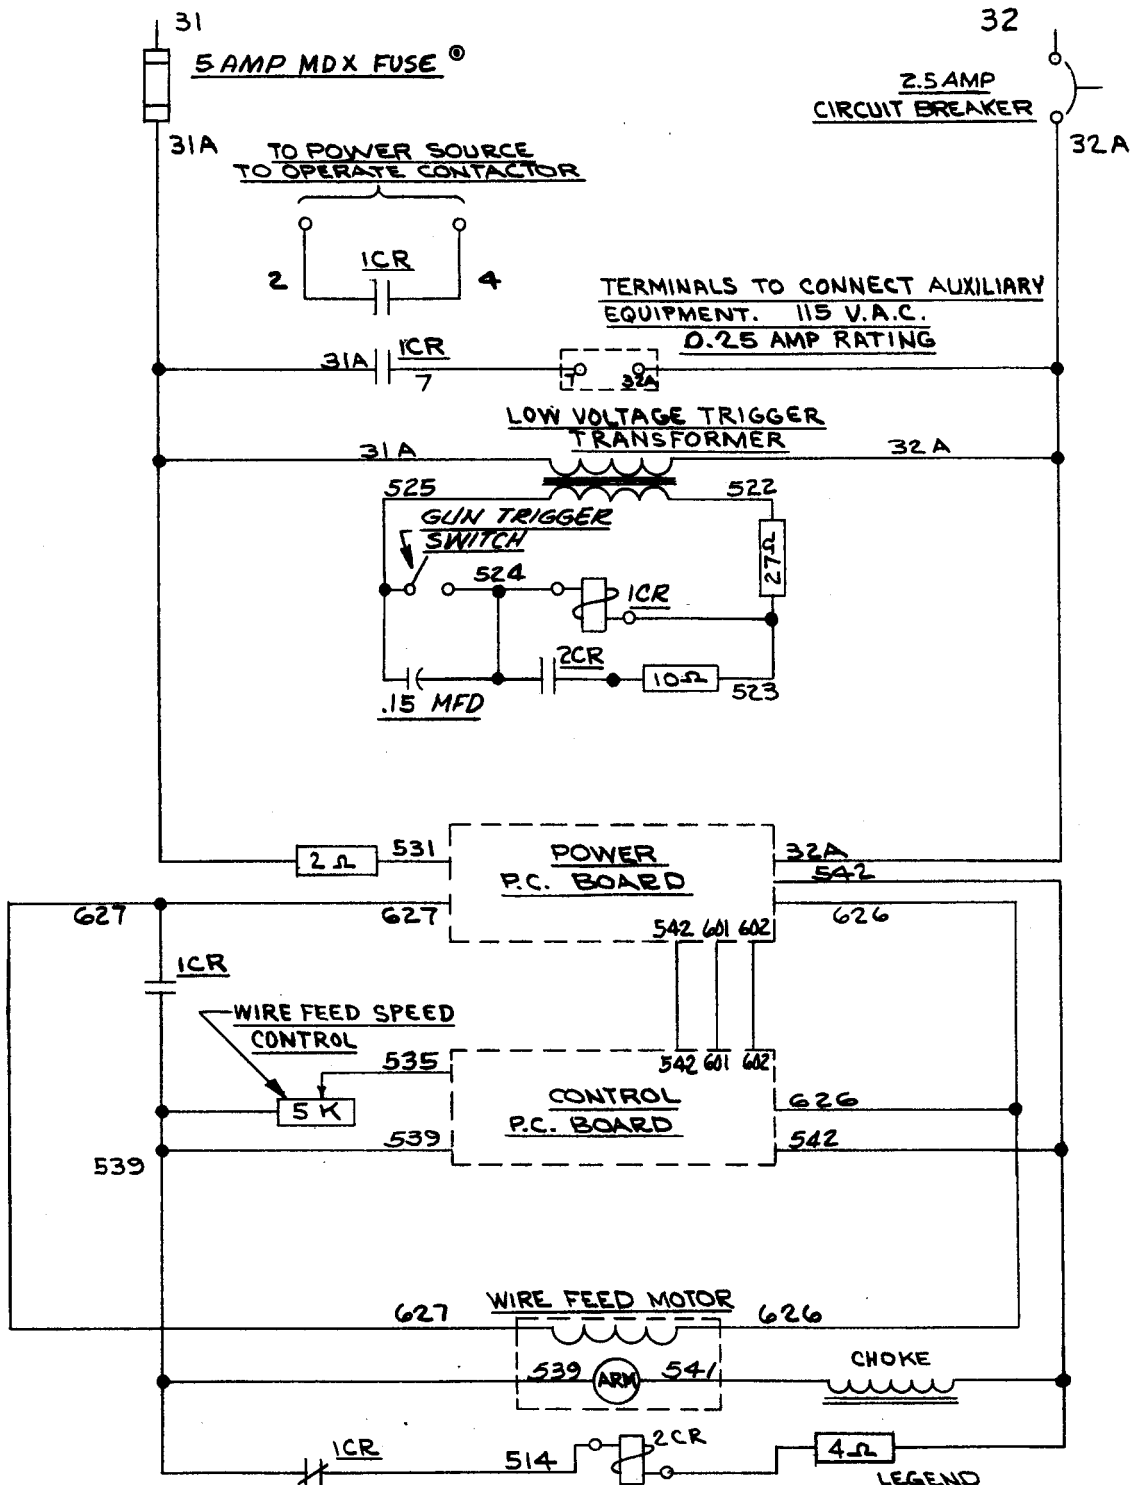 31
32
5 AMP MDX FUSE
2.5 AMP
CIRCUIT BREAKER
31A
32A
TO POWER SOURCE
TO OPERATE CONTACTOR
1CR
2
4
TERMINALS TO CONNECT AUXILIARY
EQUIPMENT. 115 V.A.C.
0.25 AMP RATING
31A
1CR
7
7
32A
LOW VOLTAGE TRIGGER
TRANSFORMER
31A
32A
525
522
GUN TRIGGER
SWITCH
27Ω
524
1CR
2CR
10Ω
523
.15 MFD
2Ω
531
POWER
P.C. BOARD
32A
542
627
627
626
542 601 602
1CR
WIRE FEED SPEED
CONTROL
542 601 602
535
5K
CONTROL
P.C. BOARD
626
539
542
539
WIRE FEED MOTOR
627
626
539
ARM
541
CHOKE
1CR
514
2CR
4Ω
LEGEND